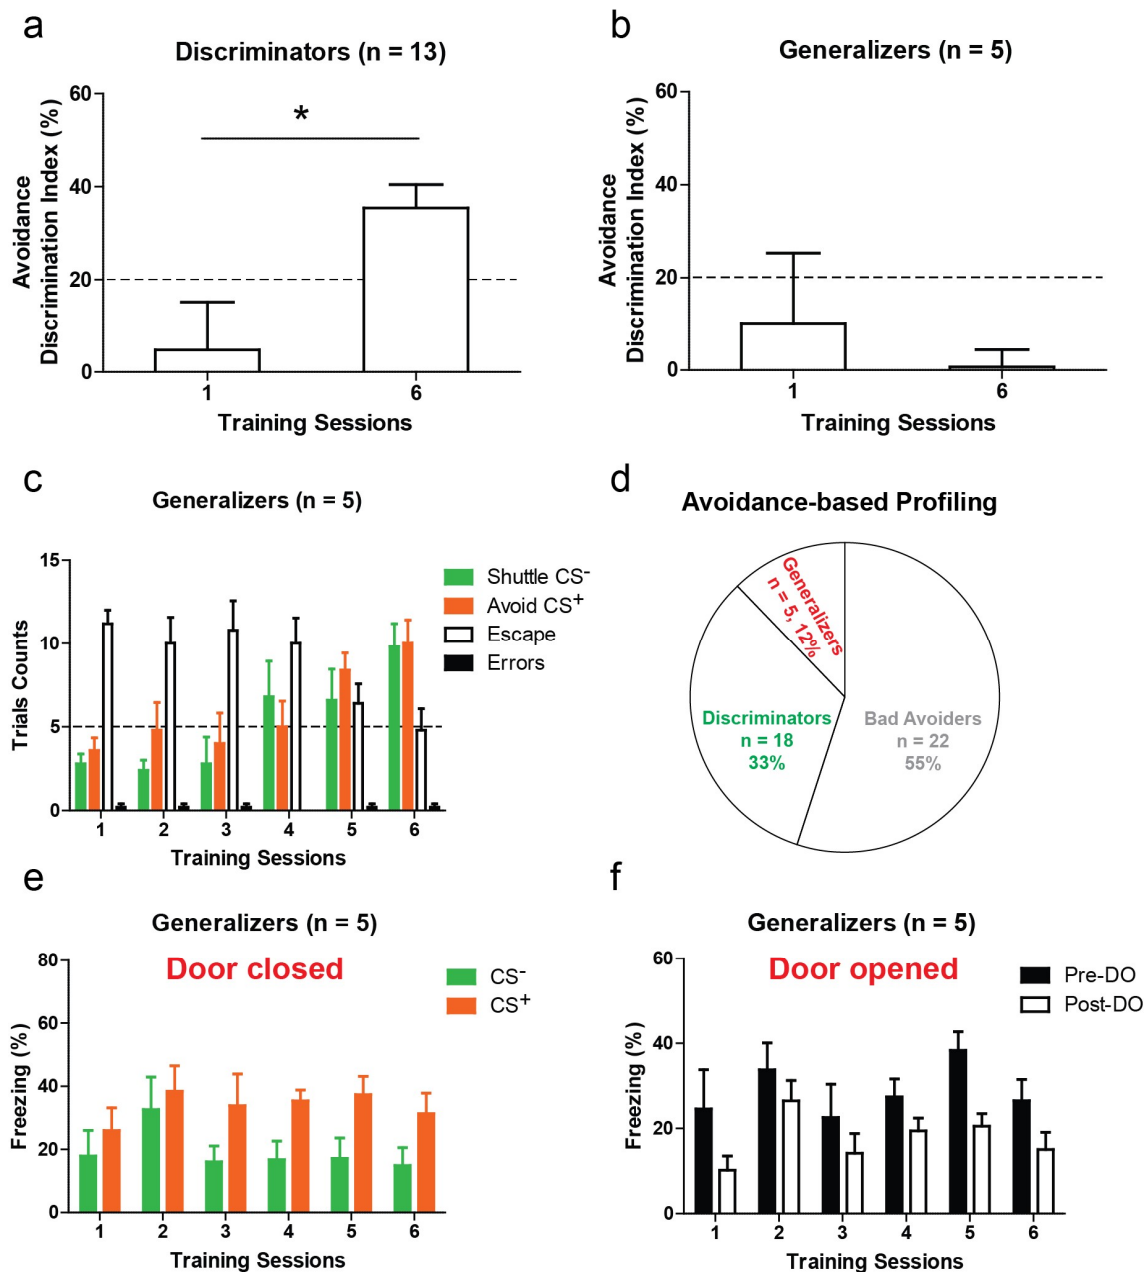 a
Discriminators (n = 13)
Avoidance
Discrimination Index (%)
60
40
20
0
*
1
6
Training Sessions
b
Generalizers (n = 5)
Avoidance
Discrimination Index (%)
60
40
20
0
1
6
Training Sessions
c
Generalizers (n = 5)
Trials Counts
15
10
5
0
1
2
3
4
5
6
Training Sessions
Shuttle CS-
Avoid CS+
Escape
Errors
d
Avoidance-based Profiling
Generalizers
n = 5, 12%
Discriminators
n = 18
33%
Bad Avoiders
n = 22
55%
e
Generalizers (n = 5)
Door closed
Freezing (%)
80
60
40
20
0
1
2
3
4
5
6
Training Sessions
CS-
CS+
f
Generalizers (n = 5)
Door opened
Freezing (%)
60
40
20
0
1
2
3
4
5
6
Training Sessions
Pre-DO
Post-DO